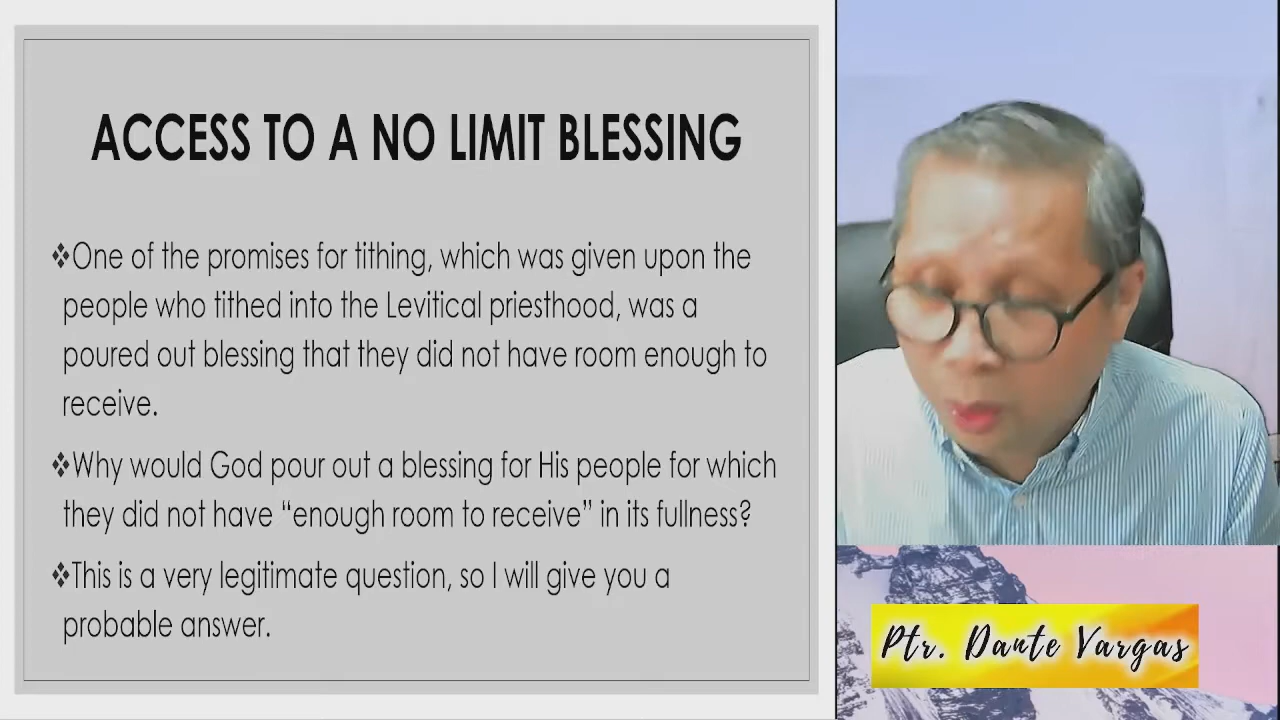 ACCESS TO A NO LIMIT BLESSING
❖One of the promises for tithing, which was given upon the
people who tithed into the Levitical priesthood, was a
poured out blessing that they did not have room enough to
receive.
❖Why would God pour out a blessing for His people for which
they did not have “enough room to receive” in its fullness?
❖This is a very legitimate question, so I will give you a
probable answer.
Ptr. Dante Vargas